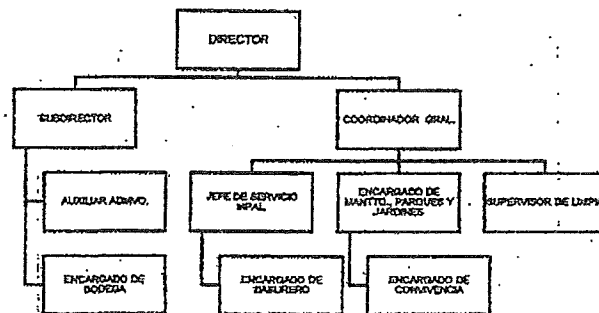 DIRECTOR
SUBDIRECTOR
COORDINADOR GRAL.
AUXILIAR ADMVO.
JEFE DE SERVICIO
MPAL.
ENCARGADO DE
MANTTO., PARQUES Y
JARDINES
SUPERVISOR DE
ENCARGADO DE
BODEGA
ENCARGADO DE
BASURERO
ENCARGADO DE
CONVIVENCIA